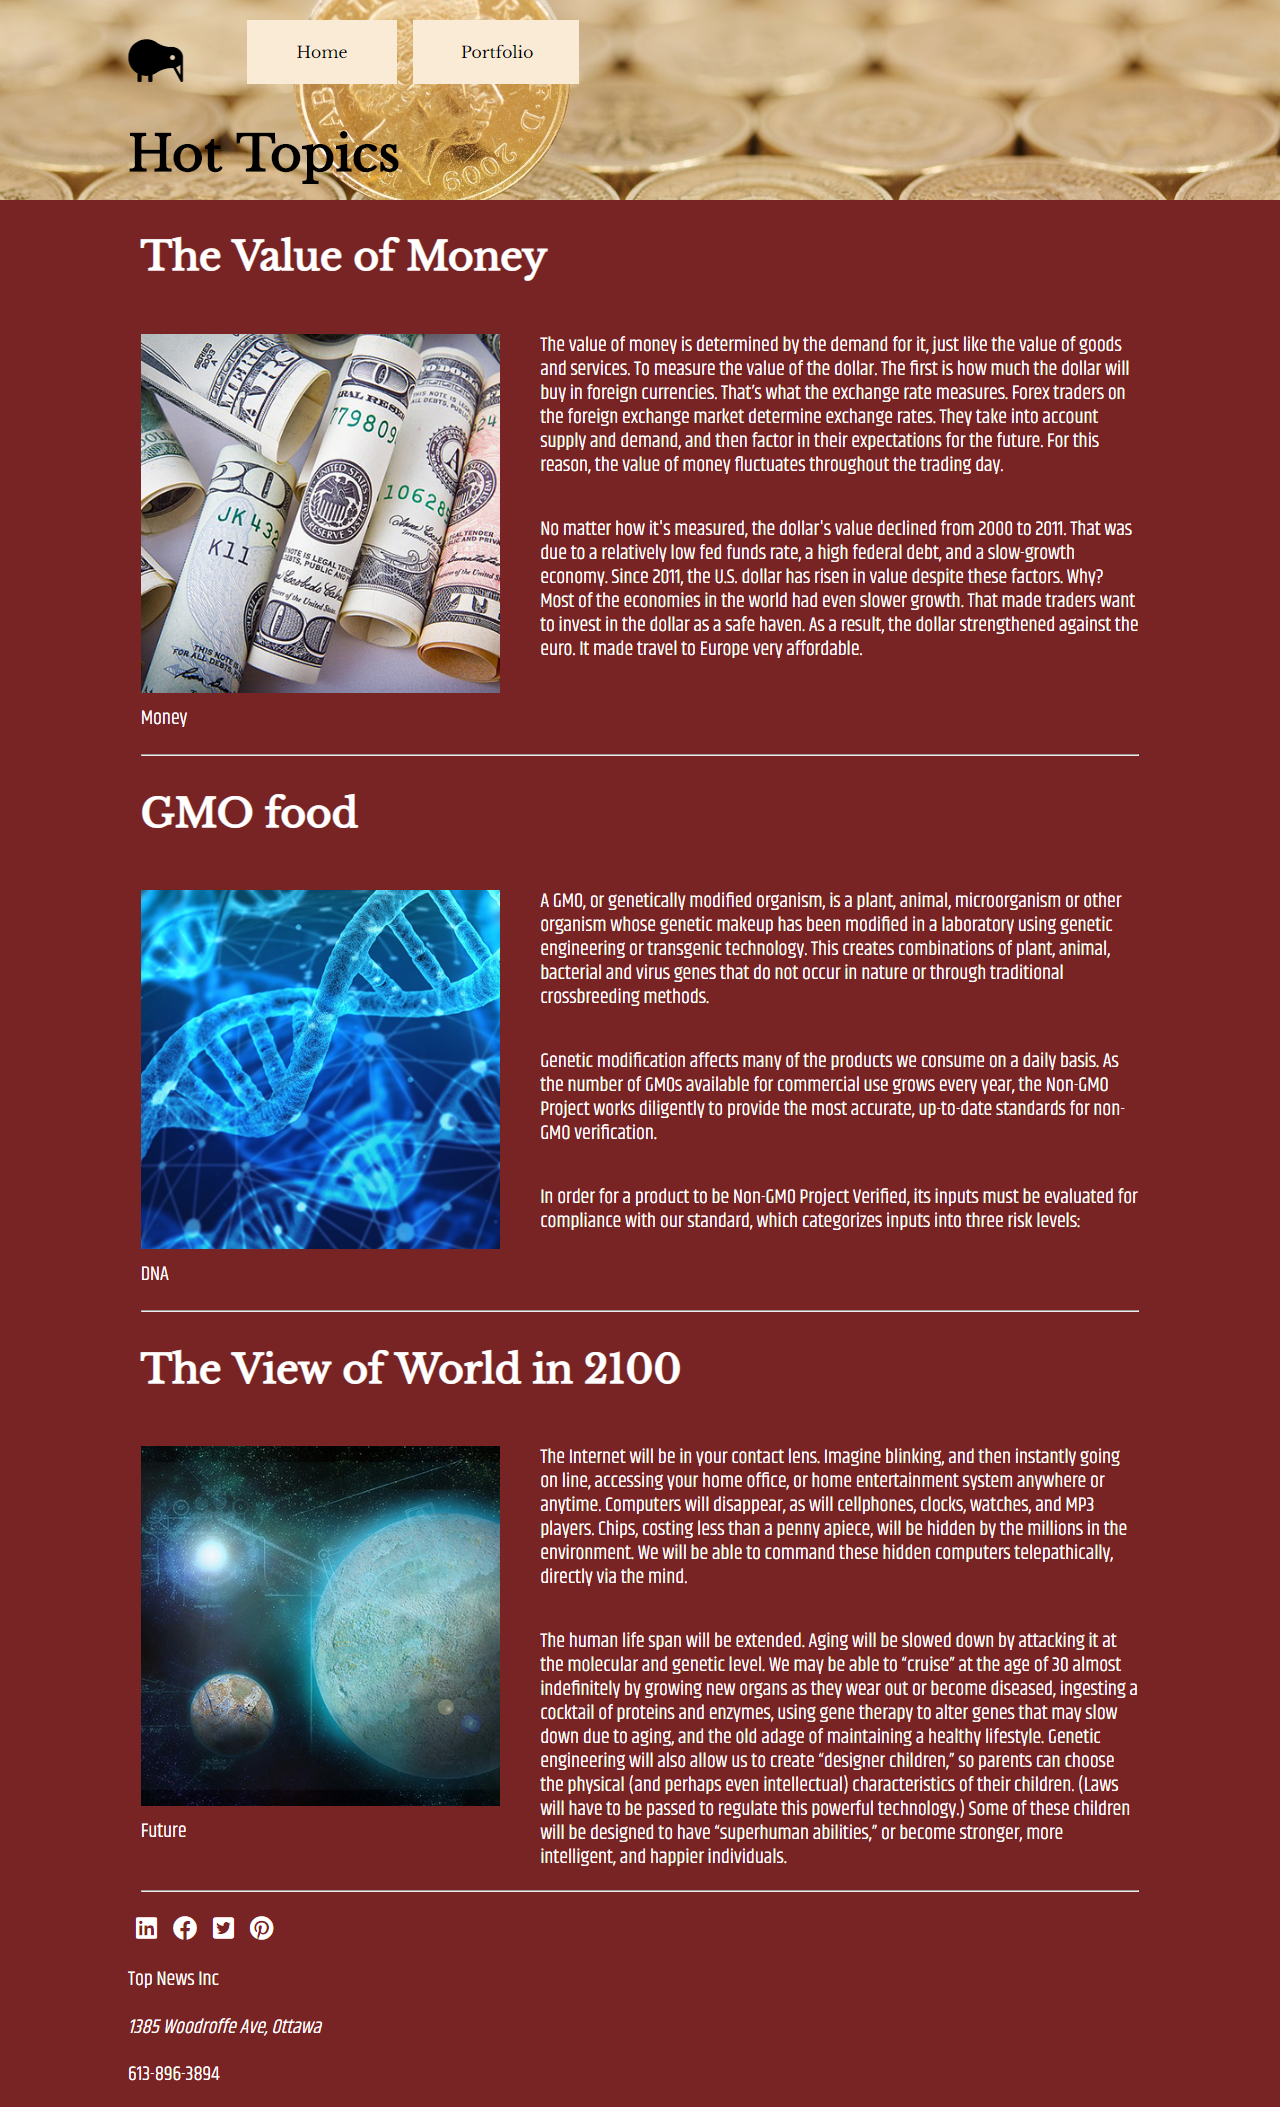 Home
Portfolio
Hot Topics
2009
The Value of Money
The value of money is determined by the demand for it, just like the value of goods
and services. To measure the value of the dollar. The first is how much the dollar will
buy in foreign currencies. That’s what the exchange rate measures. Forex traders on
the foreign exchange market determine exchange rates. They take into account
supply and demand, and then factor in their expectations for the future. For this
reason, the value of money fluctuates throughout the trading day.
No matter how it's measured, the dollar's value declined from 2000 to 2011. That was
due to a relatively low fed funds rate, a high federal debt, and a slow-growth
economy. Since 2011, the U.S. dollar has risen in value despite these factors. Why?
Most of the economies in the world had even slower growth. That made traders want
to invest in the dollar as a safe haven. As a result, the dollar strengthened against the
euro. It made travel to Europe very affordable.
Money
GMO food
A GMO, or genetically modified organism, is a plant, animal, microorganism or other
organism whose genetic makeup has been modified in a laboratory using genetic
engineering or transgenic technology. This creates combinations of plant, animal,
bacterial and virus genes that do not occur in nature or through traditional
crossbreeding methods.
Genetic modification affects many of the products we consume on a daily basis. As
the number of GMOs available for commercial use grows every year, the Non-GMO
Project works diligently to provide the most accurate, up-to-date standards for non-
GMO verification.
In order for a product to be Non-GMO Project Verified, its inputs must be evaluated for
compliance with our standard, which categorizes inputs into three risk levels:
DNA
The View of World in 2100
The Internet will be in your contact lens. Imagine blinking, and then instantly going
on line, accessing your home office, or home entertainment system anywhere or
anytime. Computers will disappear, as will cellphones, clocks, watches, and MP3
players. Chips, costing less than a penny apiece, will be hidden by the millions in the
environment. We will be able to command these hidden computers telepathically,
directly via the mind.
The human life span will be extended. Aging will be slowed down by attacking it at
the molecular and genetic level. We may be able to “cruise” at the age of 30 almost
indefinitely by growing new organs as they wear out or become diseased, ingesting a
cocktail of proteins and enzymes, using gene therapy to alter genes that may slow
down due to aging, and the old adage of maintaining a healthy lifestyle. Genetic
engineering will also allow us to create “designer children,” so parents can choose
the physical (and perhaps even intellectual) characteristics of their children. (Laws
will have to be passed to regulate this powerful technology.) Some of these children
will be designed to have “superhuman abilities,” or become stronger, more
intelligent, and happier individuals.
Future
Top News Inc
1385 Woodroffe Ave, Ottawa
613-896-3894